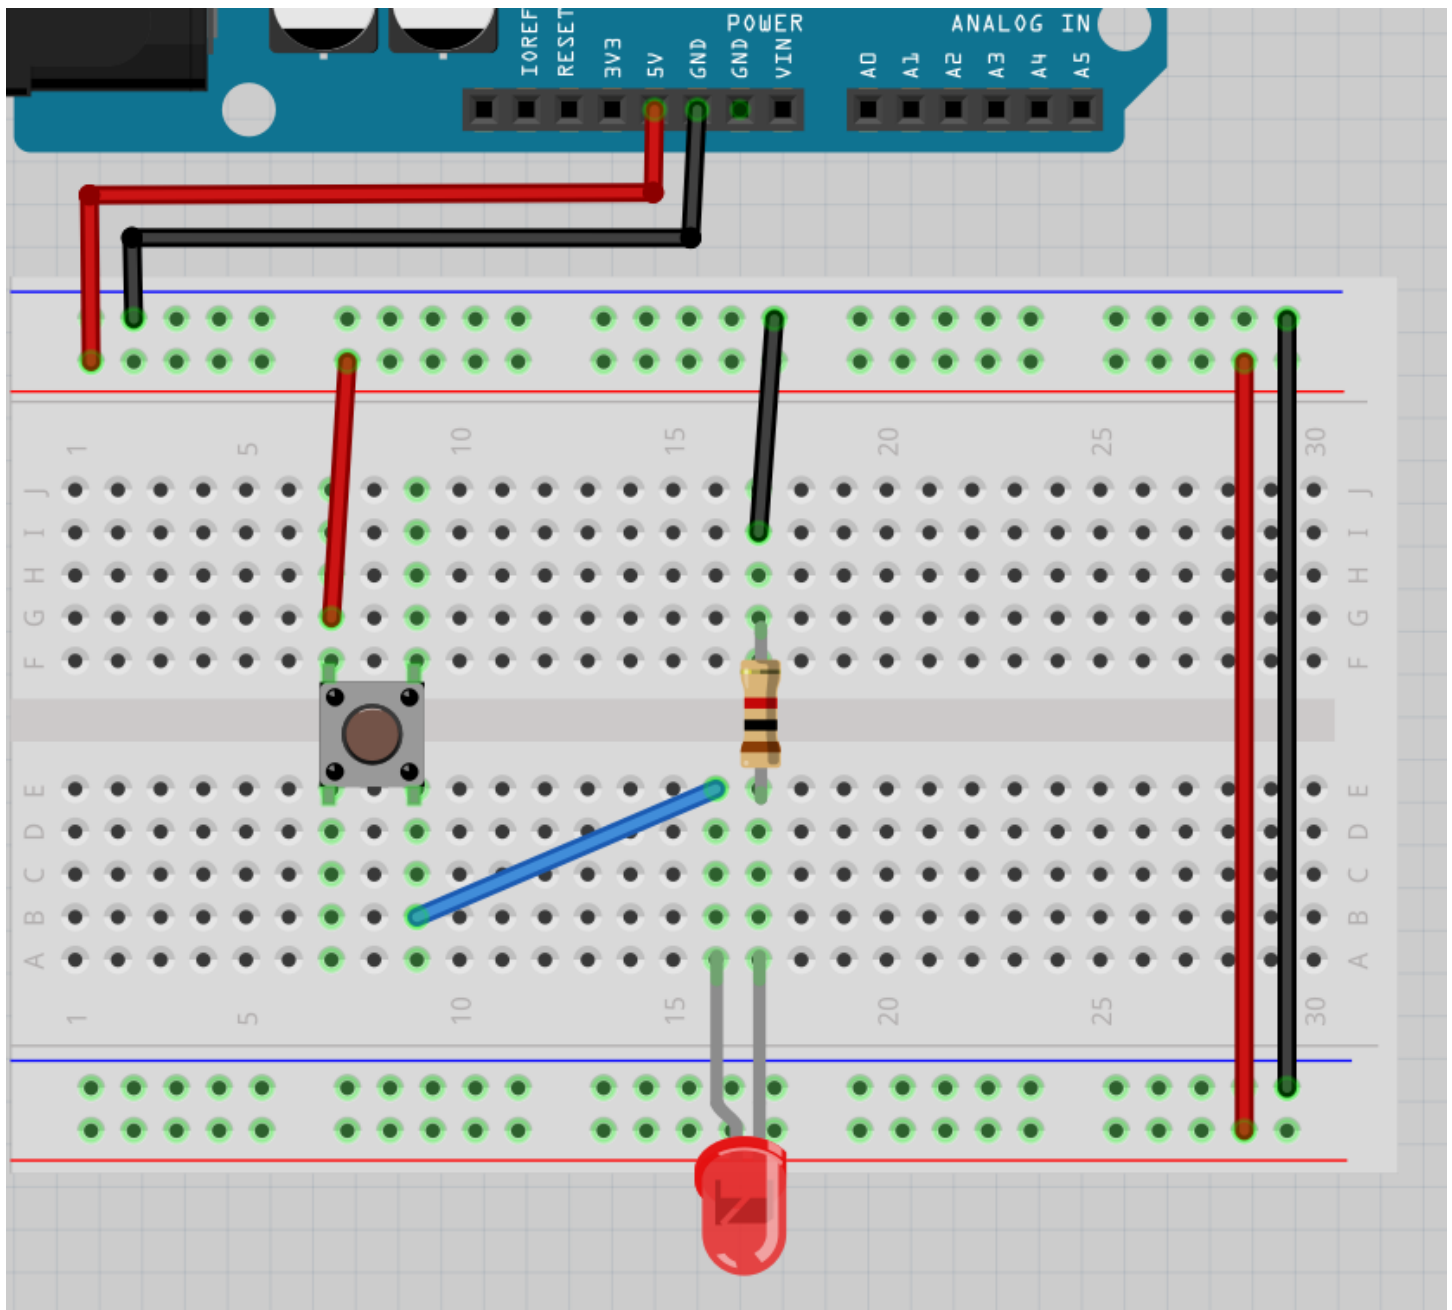 POWER ANALOG IN
IOREF RESET 3V3 5V GND GND VIN A0 A1 A2 A3 A4 A5
1 5 10 15 20 25 30
J J
I I
H H
G G
F F
E E
D D
C C
B B
A A
1 5 10 15 20 25 30